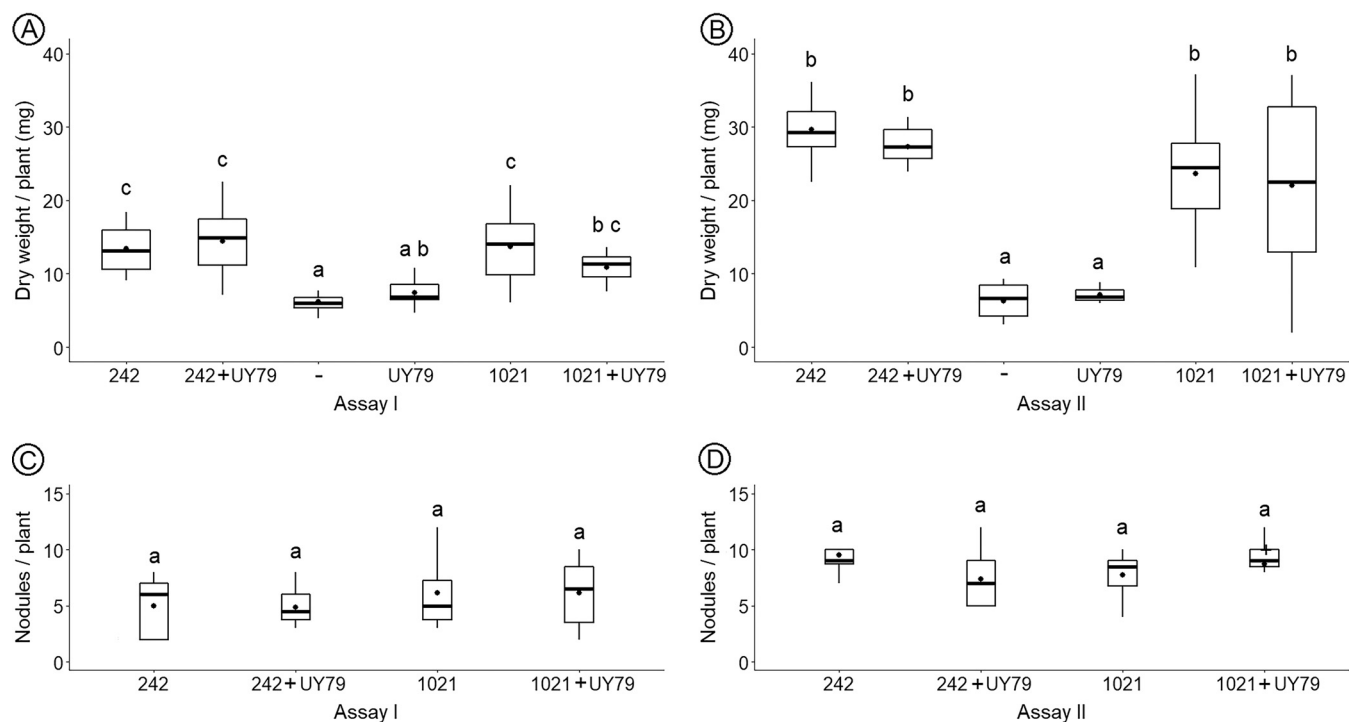 A
Dry weight / plant (mg)
40
30
20
10
0
c
c
a
a b
c
b c
242
242+UY79
-
UY79
1021
1021+UY79
Assay I
B
Dry weight / plant (mg)
40
30
20
10
0
b
b
a
a
b
b
242
242+UY79
-
UY79
1021
1021+UY79
Assay II
C
Nodules / plant
15
10
5
0
a
a
a
a
242
242+UY79
1021
1021+UY79
Assay I
D
Nodules / plant
15
10
5
0
a
a
a
a
242
242+UY79
1021
1021+UY79
Assay II